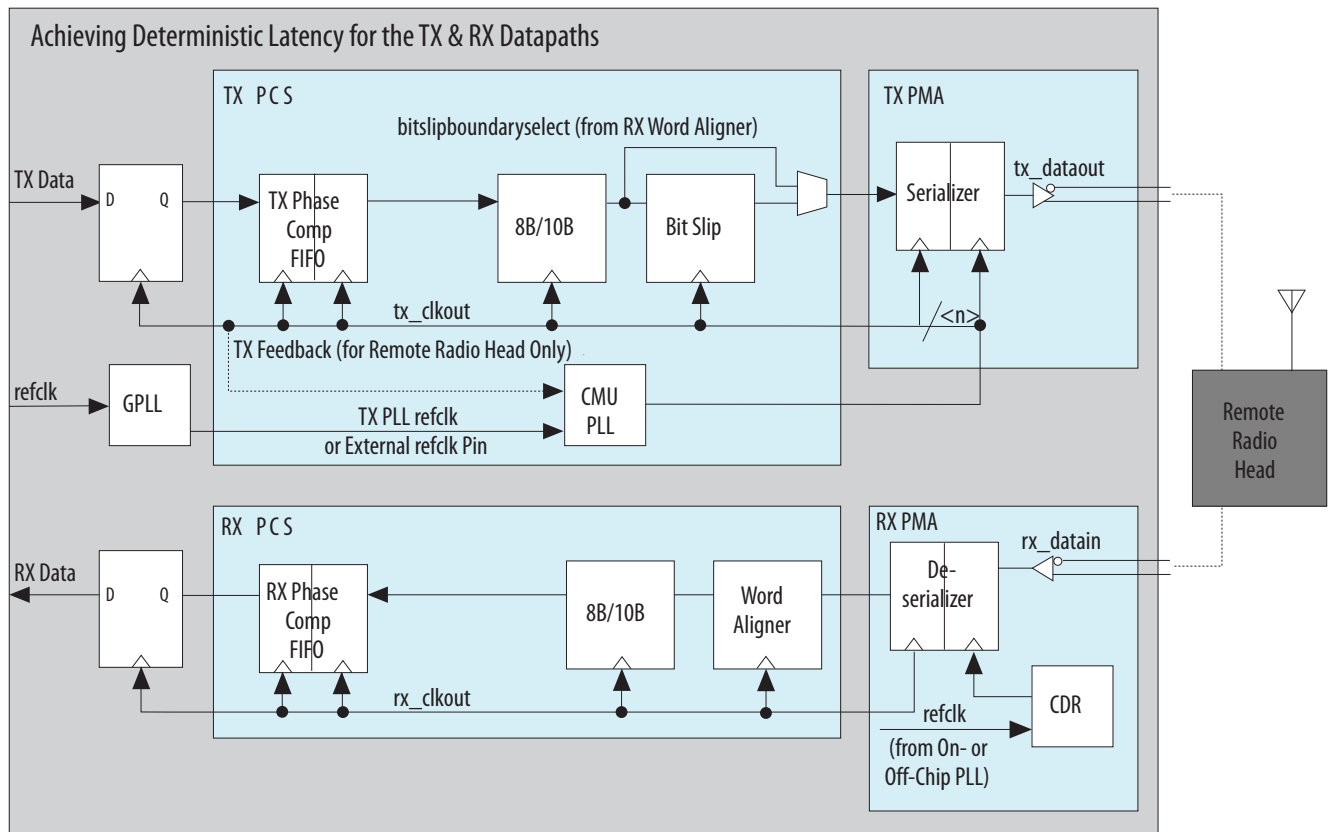 Achieving Deterministic Latency for the TX & RX Datapaths
TX PCS
TX PMA
bitslipboundaryselect (from RX Word Aligner)
TX Data
D
Q
TX Phase
Comp
FIFO
8B/10B
Bit Slip
Serializer
tx_dataout
tx_clkout
<n>
TX Feedback (for Remote Radio Head Only)
refclk
GPLL
TX PLL refclk
or External refclk Pin
CMU
PLL
Remote
Radio
Head
RX PCS
RX PMA
RX Data
D
Q
RX Phase
Comp
FIFO
8B/10B
Word
Aligner
De-
serializer
rx_datain
rx_clkout
CDR
refclk
(from On- or
Off-Chip PLL)